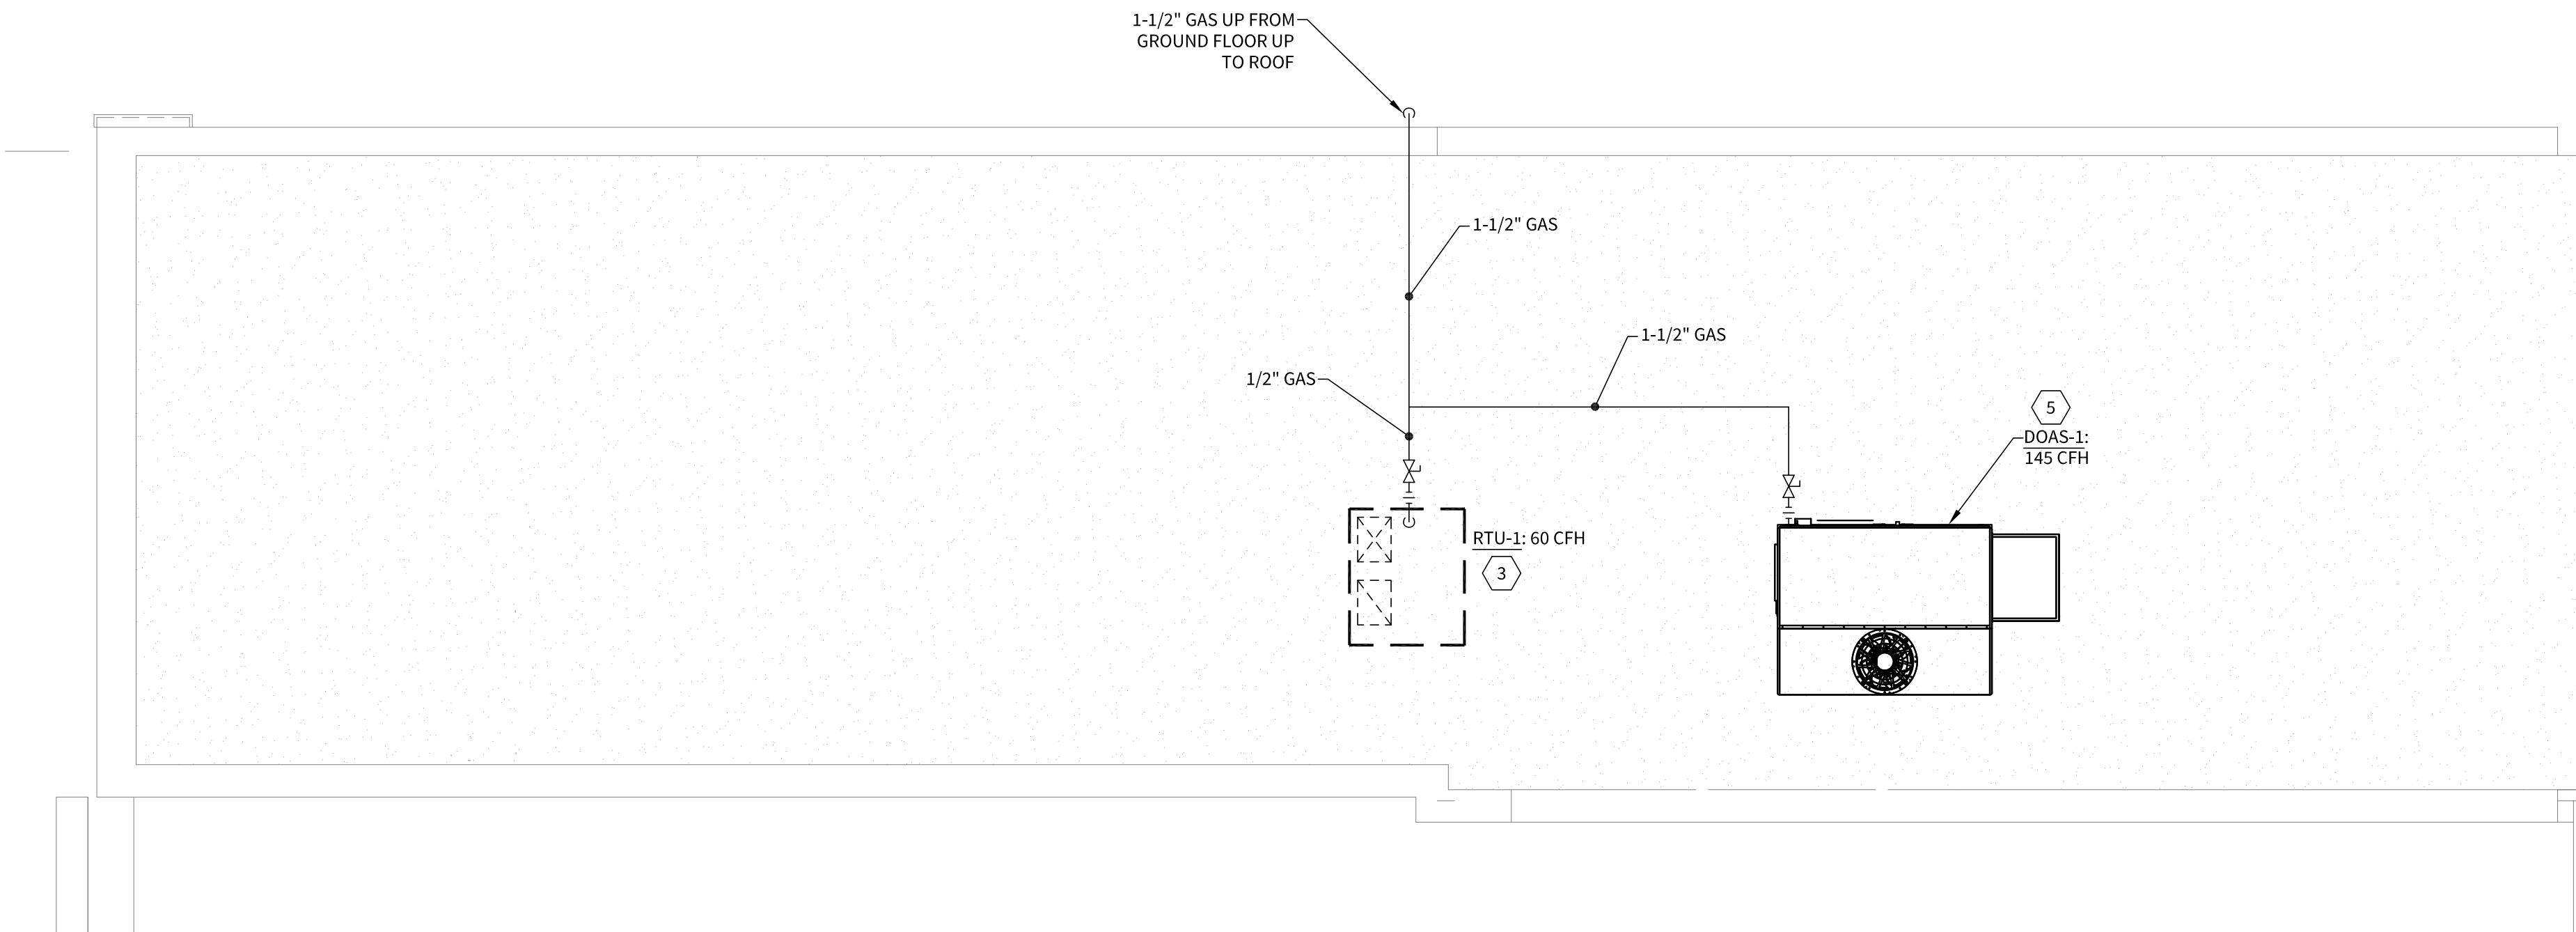 1-1/2" GAS UP FROM
GROUND FLOOR UP
TO ROOF
1-1/2" GAS
1-1/2" GAS
1/2" GAS
5
DOAS-1:
145 CFH
RTU-1: 60 CFH
3